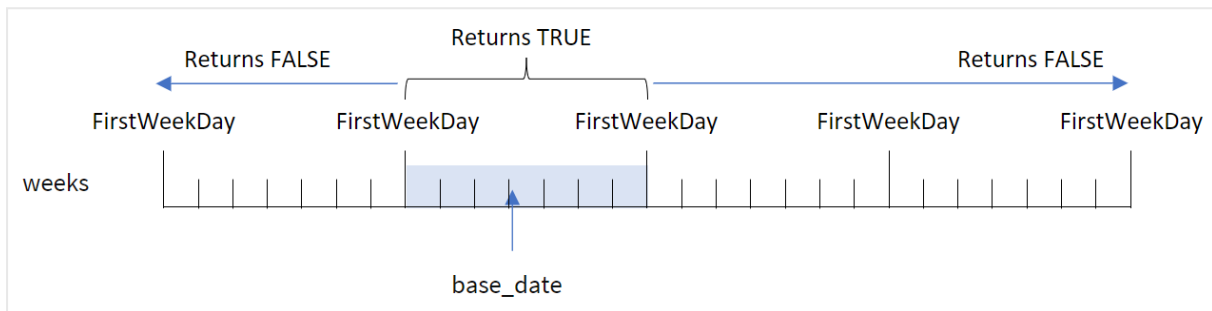 Returns TRUE
Returns FALSE Returns FALSE
FirstWeekDay FirstWeekDay FirstWeekDay FirstWeekDay FirstWeekDay
weeks
base_date